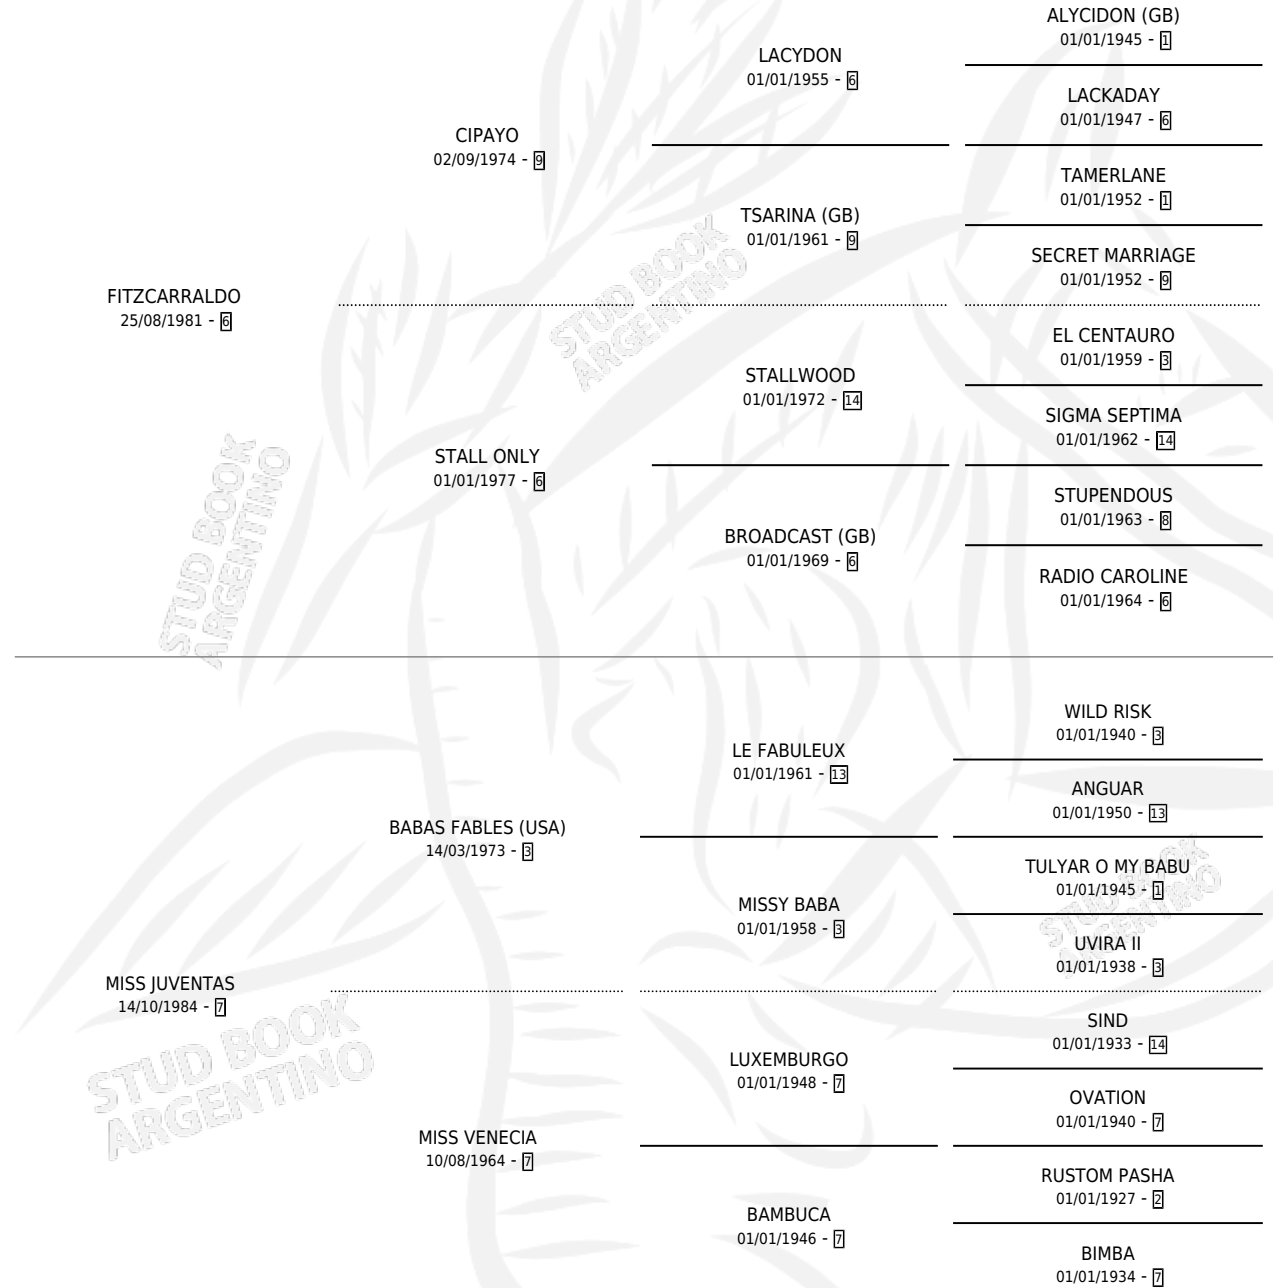 ALYCIDON (GB)
01/01/1945 - 1
LACYDON
01/01/1955 - 6
LACKADAY
01/01/1947 - 6
CIPAYO
02/09/1974 - 9
TAMERLANE
01/01/1952 - 1
TSARINA (GB)
01/01/1961 - 9
SECRET MARRIAGE
01/01/1952 - 9
FITZCARRALDO
25/08/1981 - 6
STUD BOOK
ARGENTINO
EL CENTAURO
01/01/1959 - 3
STALLWOOD
01/01/1972 - 14
SIGMA SEPTIMA
01/01/1962 - 14
STALL ONLY
01/01/1977 - 6
STUPENDOUS
01/01/1963 - 8
BROADCAST (GB)
01/01/1969 - 6
RADIO CAROLINE
01/01/1964 - 6
STUD BOOK
ARGENTINO
WILD RISK
01/01/1940 - 3
LE FABULEUX
01/01/1961 - 13
ANGUAR
01/01/1950 - 13
BABAS FABLES (USA)
14/03/1973 - 3
TULYAR O MY BABU
01/01/1945 - 1
MISSY BABA
01/01/1958 - 3
UVIRA II
01/01/1938 - 3
STUD BOOK
ARGENTINO
MISS JUVENTAS
14/10/1984 - 7
SIND
01/01/1933 - 14
LUXEMBURGO
01/01/1948 - 7
OVATION
01/01/1940 - 7
STUD BOOK
ARGENTINO
MISS VENECIA
10/08/1964 - 7
RUSTOM PASHA
01/01/1927 - 2
BAMBUCA
01/01/1946 - 7
BIMBA
01/01/1934 - 7